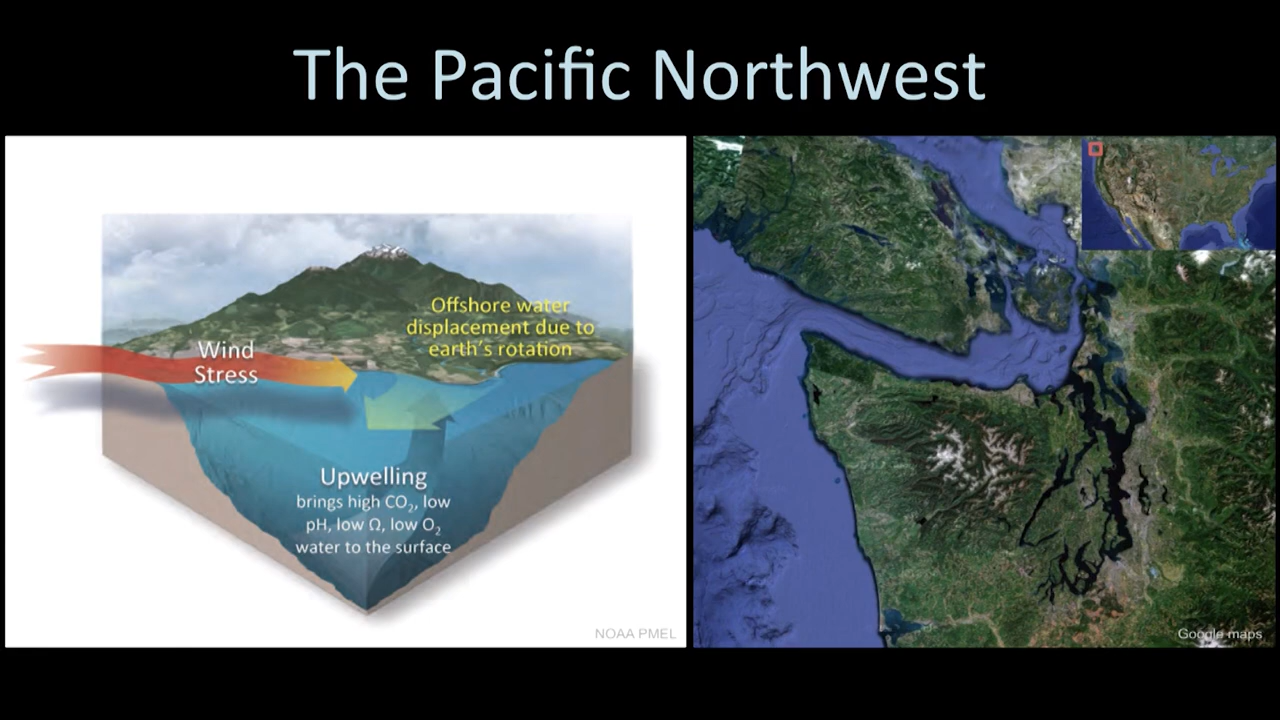 The Pacific Northwest
Offshore water
displacement due to
earth's rotation
Wind
Stress
Upwelling
brings high CO₂, low
pH, low Ω, low O₂
water to the surface
NOAA PMEL
Google maps